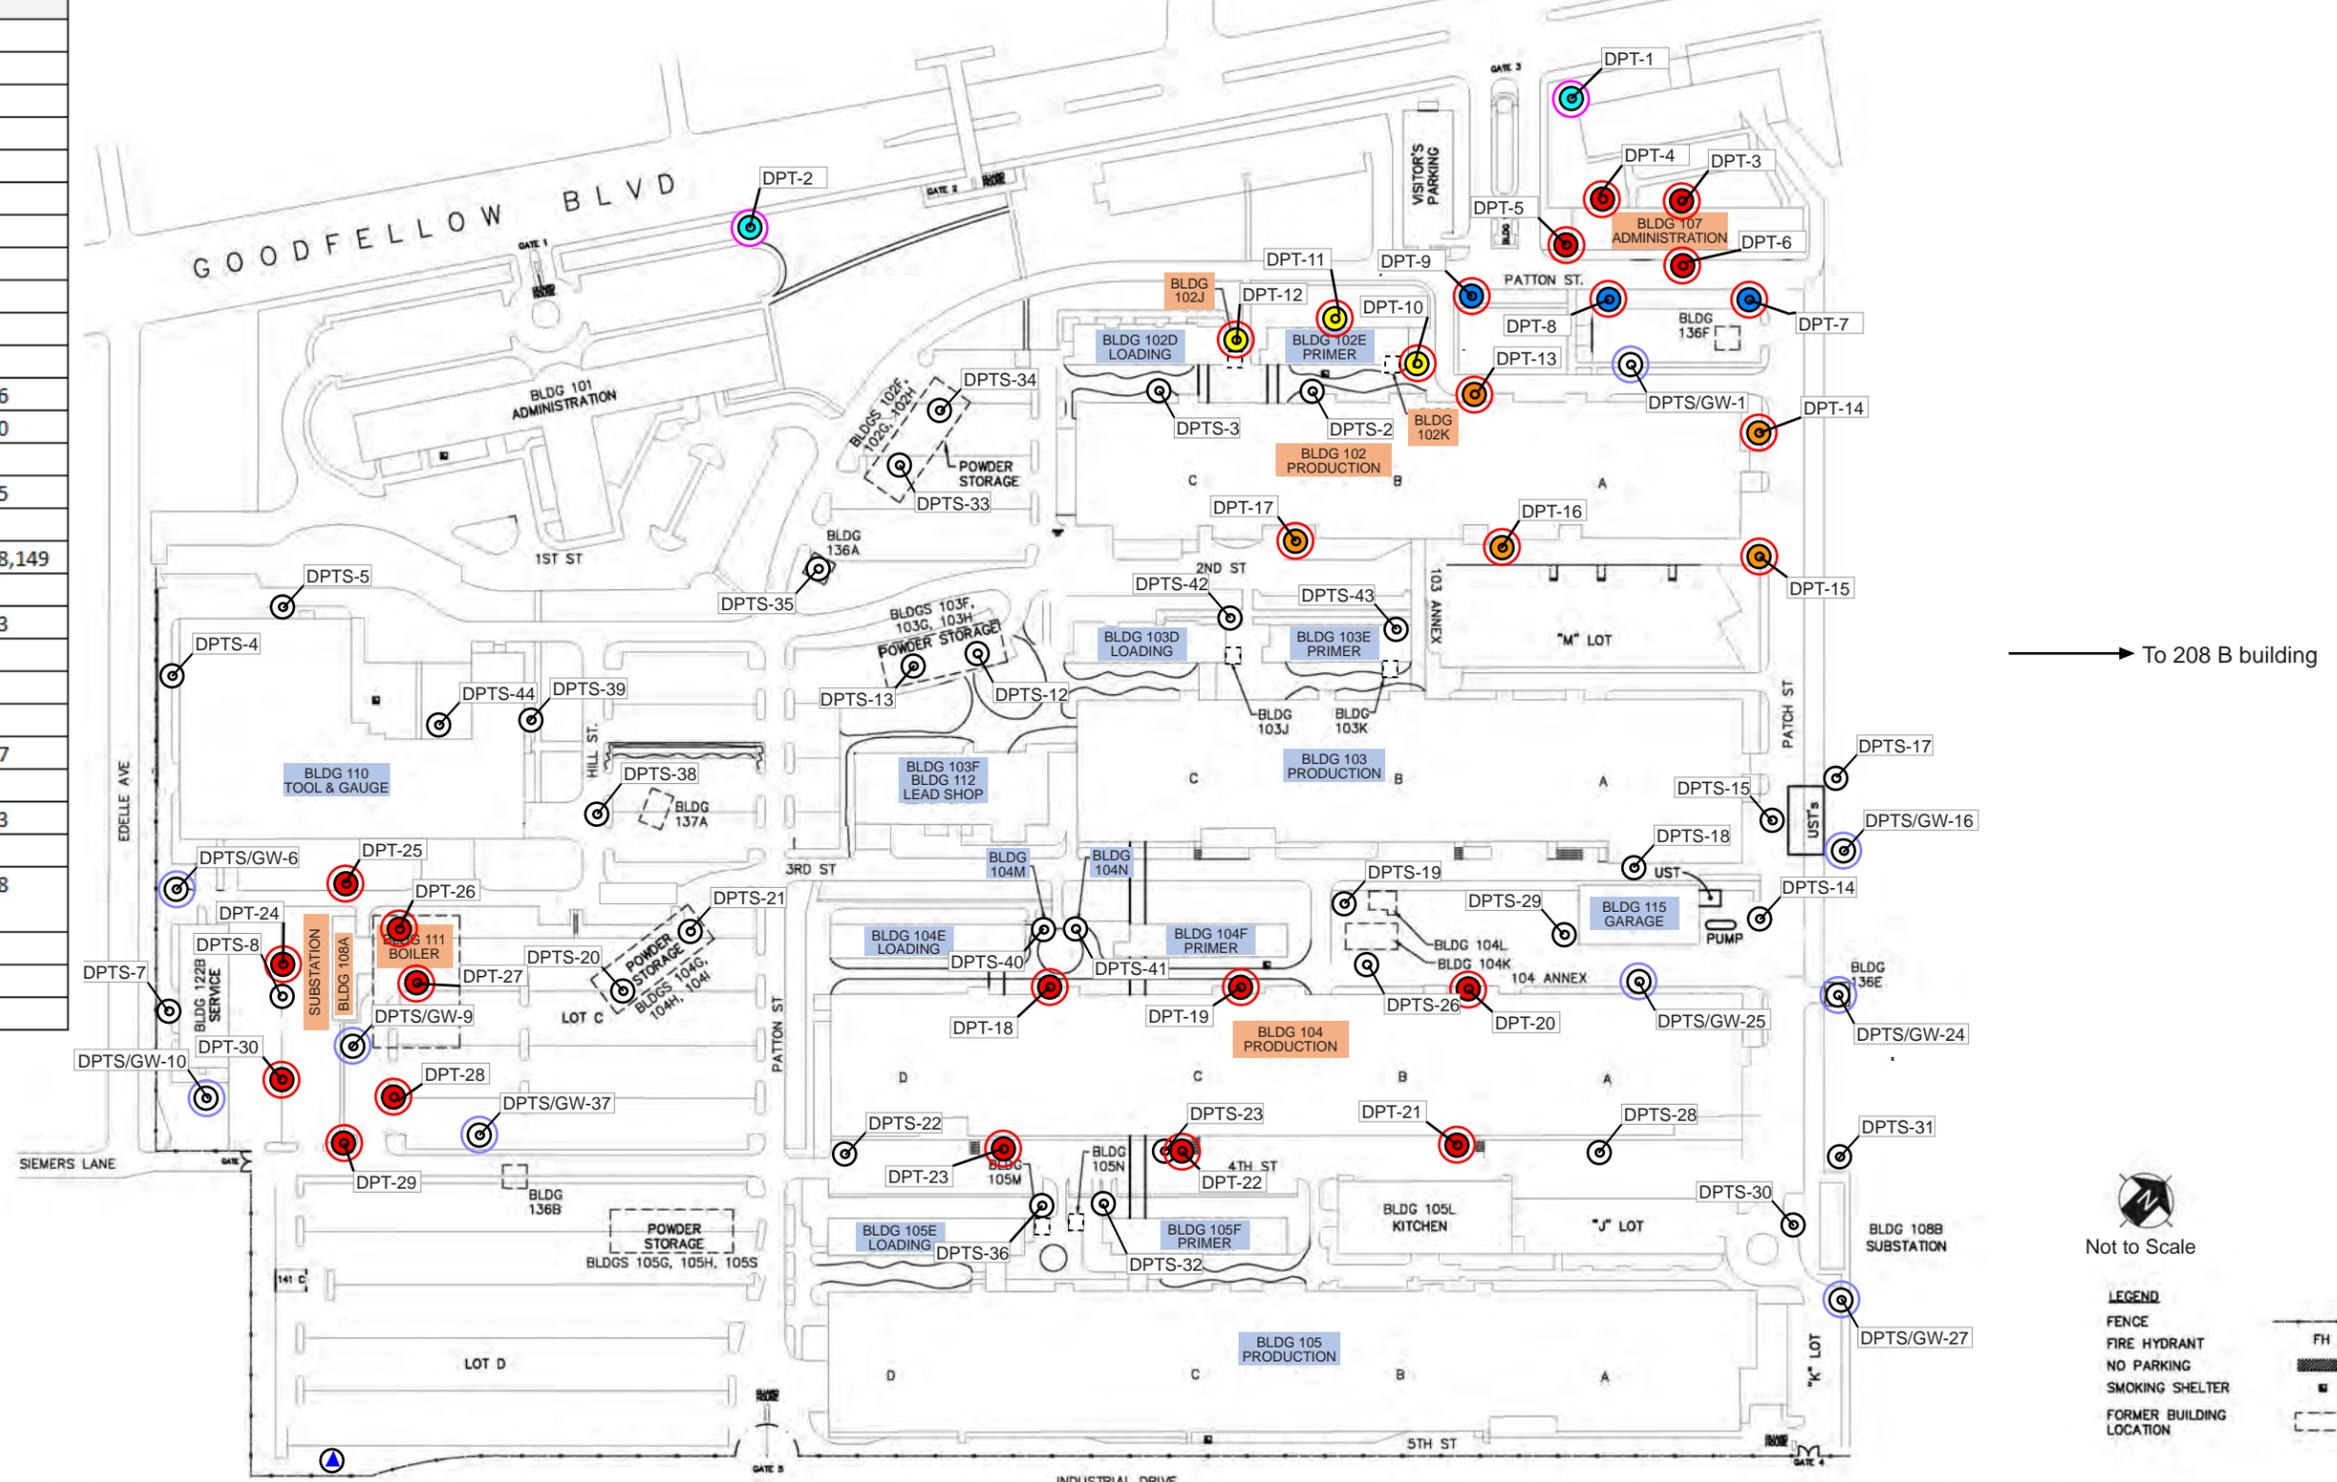 DPT-1
GATE 3
DPT-4
DPT-3
DPT-2
GATE 2
VISITOR'S
PARKING
DPT-5
BLDG
BLDG 107
ADMINISTRATION
DPT-6
GOODFELLOW BLVD
GATE 1
DPT-11
DPT-9
PATTON ST.
BLDG
102J
DPT-12
DPT-10
DPT-8
BLDG
136F
DPT-7
BLDG 102D
LOADING
BLDG 102E
PRIMER
DPT-13
BLDG 101
ADMINISTRATION
BLDGS 102F,
102G, 102H
DPTS-34
DPTS/GW-1
DPT-14
6
0
DPTS-3
DPTS-2
BLDG
102K
BLDG 102
PRODUCTION
POWDER
STORAGE
C
B
A
5
DPTS-33
DPT-17
DPT-16
BLDG
136A
8,149
1ST ST
2ND ST
DPTS-5
DPTS-35
DPTS-42
DPTS-43
103 ANNEX
DPT-15
BLDGS 103F,
103G, 103H
POWDER STORAGE
3
DPTS-4
BLDG 103D
LOADING
BLDG 103E
PRIMER
"M" LOT
To 208 B building
DPTS-44
DPTS-39
DPTS-13
DPTS-12
BLDG
103J
BLDG
103K
PATCH ST
7
HILL ST.
DPTS-17
BLDG 110
TOOL & GAUGE
DPTS-38
BLDG 103F
BLDG 112
LEAD SHOP
BLDG 103
PRODUCTION
C
B
A
DPTS-15
EDELLE AVE
BLDG
137A
UST's
3
DPTS/GW-16
DPTS/GW-6
DPT-25
3RD ST
BLDG
104M
BLDG
104N
DPTS-18
UST
8
DPT-26
DPTS-21
DPTS-19
DPTS-29
DPTS-14
DPT-24
BLDG 115
GARAGE
DPTS-8
SUBSTATION
BLDG 108A
BLDG 111
BOILER
BLDG 104E
LOADING
BLDG 104F
PRIMER
PUMP
DPTS-20
POWDER
STORAGE
BLDGS 104G,
104H, 104I
DPTS-40
DPTS-41
BLDG 104L
BLDG 104K
DPTS-7
BLDG 122B
SERVICE
DPT-27
104 ANNEX
BLDG
136E
DPTS-26
LOT C
DPTS/GW-9
DPT-18
DPT-19
DPT-20
DPTS/GW-25
DPTS/GW-24
BLDG 104
PRODUCTION
PATTON ST
DPT-30
DPTS/GW-10
DPT-28
D
C
B
A
DPTS/GW-37
DPTS-22
DPTS-23
DPT-21
DPTS-28
DPTS-31
SIEMERS LANE
GATE
DPT-29
DPT-23
BLDG
105M
BLDG
105N
4TH ST
DPT-22
DPTS-30
BLDG
136B
POWDER
STORAGE
BLDGS 105G, 105H, 105S
BLDG 105E
LOADING
DPTS-36
BLDG 105F
PRIMER
DPTS-32
BLDG 105L
KITCHEN
"J" LOT
BLDG 108B
SUBSTATION
N
Not to Scale
141 C
LEGEND
FENCE
FIRE HYDRANT
FH
NO PARKING
SMOKING SHELTER
FORMER BUILDING
LOCATION
DPTS/GW-27
BLDG 105
PRODUCTION
LOT D
D
C
B
A
"K" LOT
5TH ST
GATE 5
GATE 4
INDUSTRIAL DRIVE